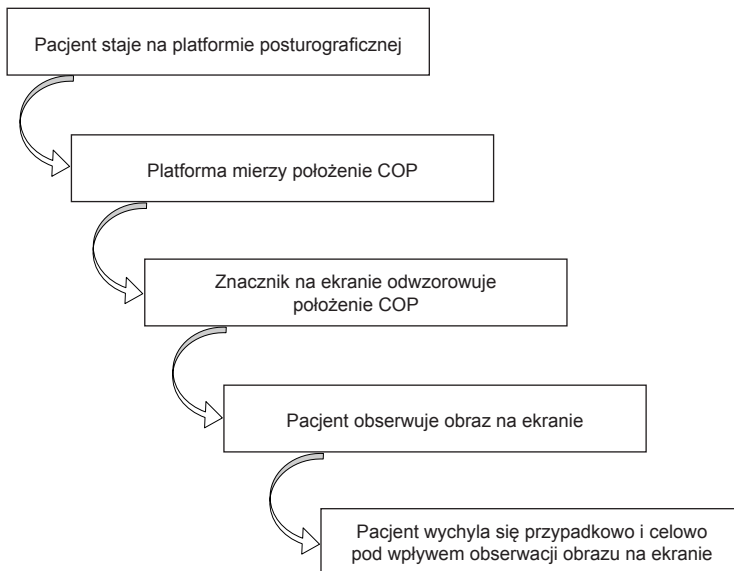 Pacjent staje na platformie posturograficznej
Platforma mierzy położenie COP
Znacznik na ekranie odwzorowuje
położenie COP
Pacjent obserwuje obraz na ekranie
Pacjent wychyla się przypadkowo i celowo
pod wpływem obserwacji obrazu na ekranie